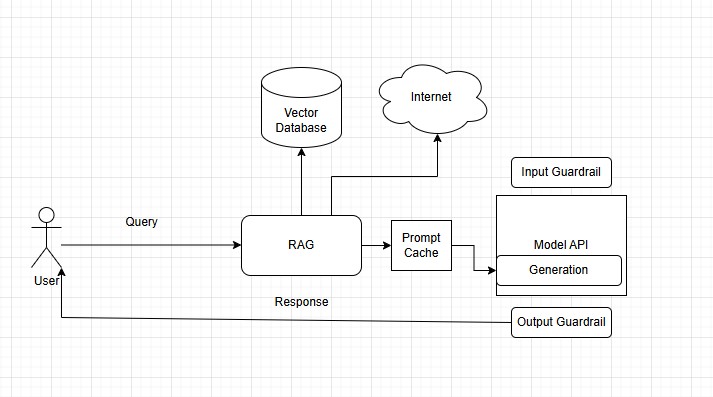 Vector
Database
Internet
Input Guardrail
Query
RAG
Prompt
Cache
Model API
Generation
User
Response
Output Guardrail